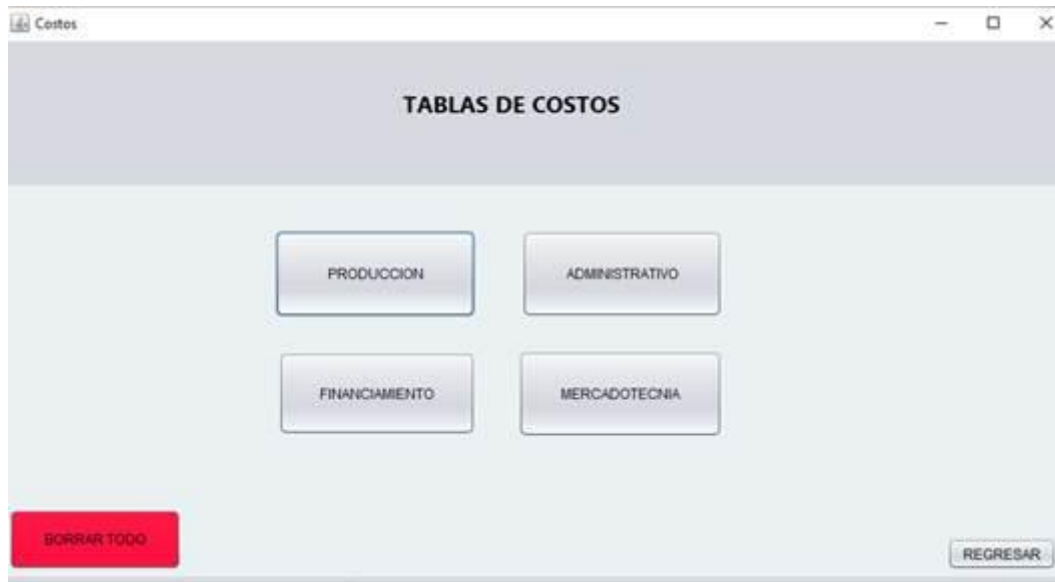 Costos
TABLAS DE COSTOS
PRODUCCION
ADMINISTRATIVO
FINANCIAMIENTO
MERCADOTECNIA
BORRAR TODO
REGRESAR